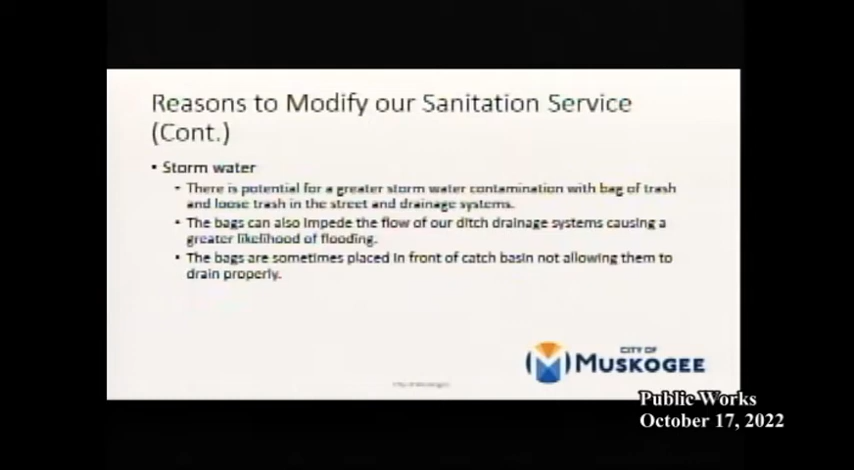 Reasons to Modify our Sanitation Service
(Cont.)
• Storm water
• There is potential for a greater storm water contamination with bag of trash
and loose trash in the street and drainage systems.
• The bags can also impede the flow of our ditch drainage systems causing a
greater likelihood of flooding.
• The bags are sometimes placed in front of catch basin not allowing them to
drain properly.
CITY OF
MUSKOGEE
City of Muskogee
Public Works
October 17, 2022